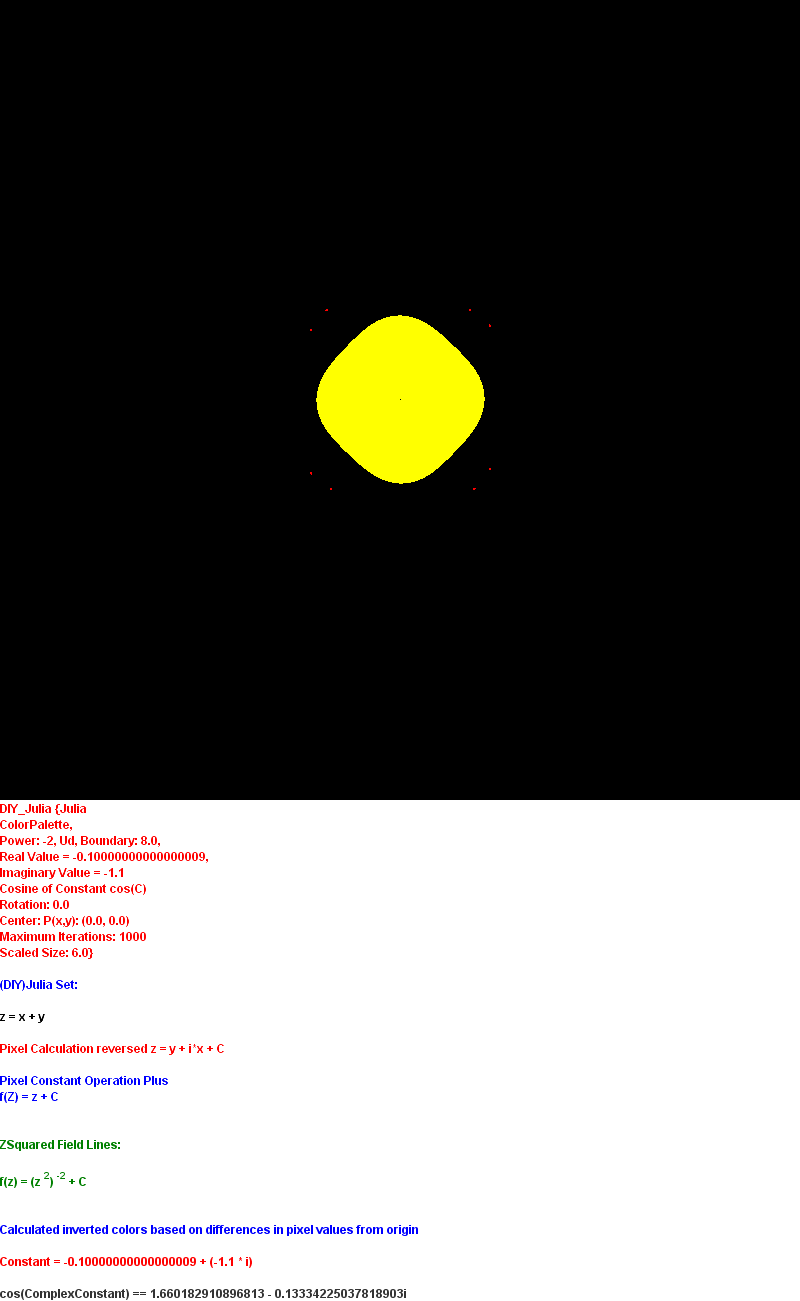 DIY_Julia {Julia
ColorPalette,
Power: -2, Ud, Boundary: 8.0,
Real Value = -0.10000000000000009,
Imaginary Value = -1.1
Cosine of Constant cos(C)
Rotation: 0.0
Center: P(x,y): (0.0, 0.0)
Maximum Iterations: 1000
Scaled Size: 6.0}
(DIY)Julia Set:
z = x + y
Pixel Calculation reversed z = y + i*x + C
Pixel Constant Operation Plus
f(Z) = z + C
ZSquared Field Lines:
f(z) = (z ²) ⁻² + C
Calculated inverted colors based on differences in pixel values from origin
Constant = -0.10000000000000009 + (-1.1 * i)
cos(ComplexConstant) == 1.660182910896813 - 0.13334225037818903i